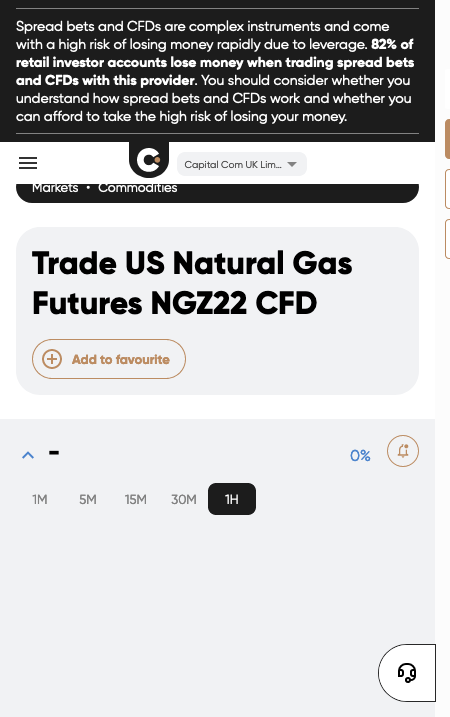 Spread bets and CFDs are complex instruments and come
with a high risk of losing money rapidly due to leverage. 82% of
retail investor accounts lose money when trading spread bets
and CFDs with this provider. You should consider whether you
understand how spread bets and CFDs work and whether you
can afford to take the high risk of losing your money.
Capital Com UK Lim...
Markets • Commodities
Trade US Natural Gas
Futures NGZ22 CFD
Add to favourite
-
0%
1M 5M 15M 30M 1H